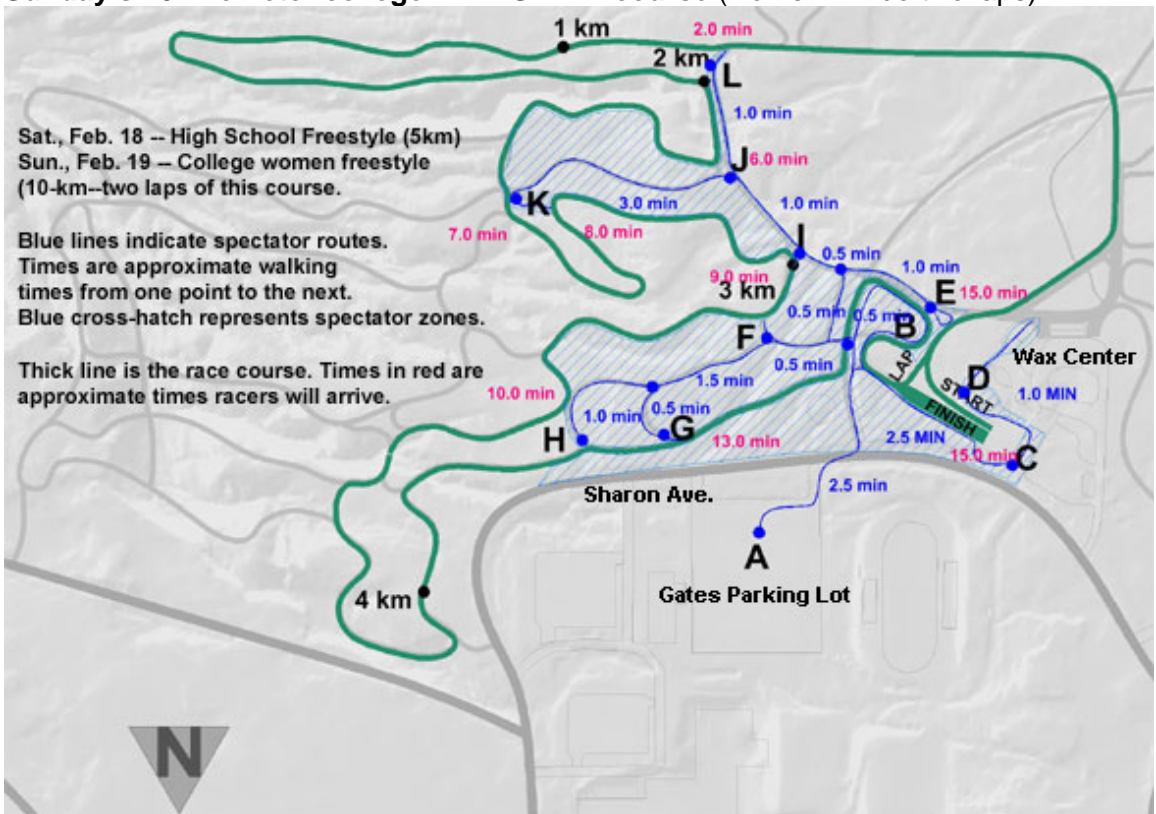 1 km
2.0 min
2 km
L
1.0 min
Sat., Feb. 18 -- High School Freestyle (5km)
Sun., Feb. 19 -- College women freestyle
(10-km--two laps of this course.
J
6.0 min
K
3.0 min
1.0 min
7.0 min
8.0 min
I
Blue lines indicate spectator routes.
Times are approximate walking
times from one point to the next.
Blue cross-hatch represents spectator zones.
0.5 min
1.0 min
9.0 min
3 km
E
15.0 min
0.5 min
0.5 min
B
F
Thick line is the race course. Times in red are
approximate times racers will arrive.
0.5 min
LAP
Wax Center
D
1.5 min
10.0 min
START
1.0 MIN
FINISH
1.0 min
0.5 min
H
G
13.0 min
2.5 MIN
15.0 min
C
Sharon Ave.
2.5 min
A
Gates Parking Lot
4 km
N